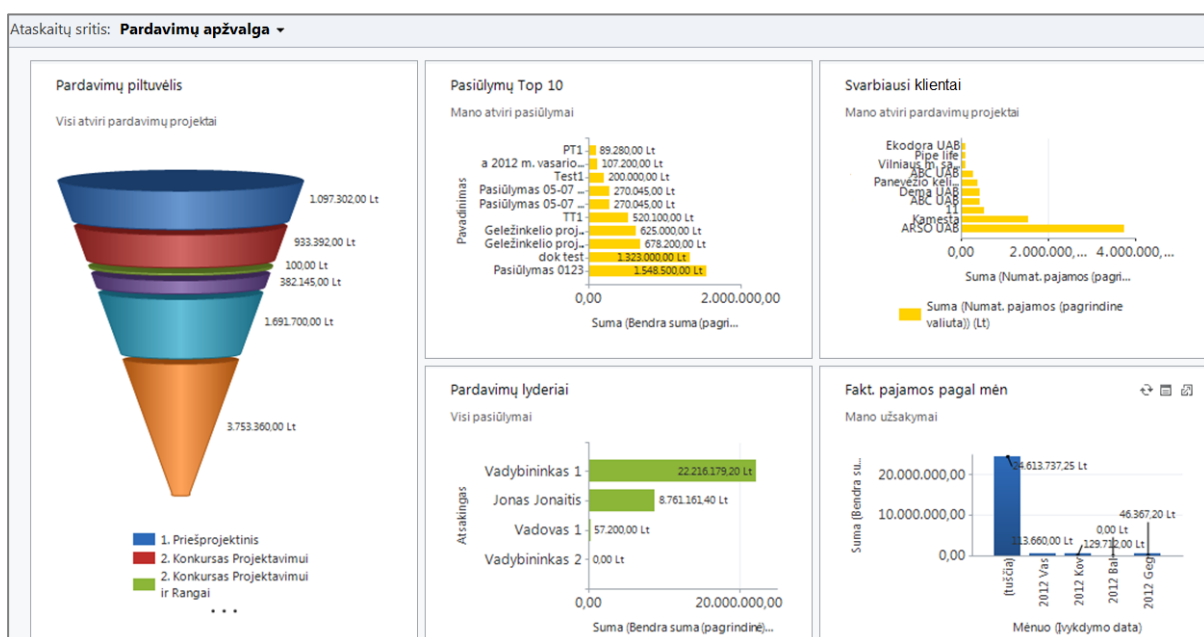 Ataskaitų sritis: Pardavimų apžvalga
Pardavimų piltuvėlis
Visi atviri pardavimų projektai
1.097.302,00 Lt
933.392,00 Lt
100,00 Lt
382.145,00 Lt
1.691.700,00 Lt
3.753.360,00 Lt
1. Priešprojektinis
2. Konkursas Projektavimui
2. Konkursas Projektavimui
ir Rangai
...
Pasiūlymų Top 10
Mano atviri pasiūlymai
Pavadinimas
PT1 89.280,00 Lt
a 2012 m. vasario... 107.200,00 Lt
Test1 200.000,00 Lt
Pasiūlymas 05-07 ... 270.045,00 Lt
Pasiūlymas 05-07 ... 270.045,00 Lt
TT1 520.100,00 Lt
Geležinkelio proj... 625.000,00 Lt
Geležinkelio proj... 678.200,00 Lt
dok test 1.323.000,00 Lt
Pasiūlymas 0123 1.548.500,00 Lt
0,00 2.000.000,00
Suma (Bendra suma (pagri...
Svarbiausi klientai
Mano atviri pardavimų projektai
Ekodora UAB
Pipe life
Vilniaus m. sa...
ABC UAB
Panevėžio keli...
Dema UAB
ABC UAB
11
Kamesta
ARSO UAB
0,00 2.000.000,... 4.000.000,...
Suma (Numat. pajamos (pagri...
Suma (Numat. pajamos (pagrindine
valiuta)) (Lt)
Pardavimų lyderiai
Visi pasiūlymai
Atsakingas
Vadybininkas 1 22.216.179,20 Lt
Jonas Jonaitis 8.761.161,40 Lt
Vadovas 1 57.200,00 Lt
Vadybininkas 2 0,00 Lt
0,00 20.000.000,00
Suma (Bendra suma (pagrindinė)...
Fakt. pajamos pagal mėn
Mano užsakymai
Suma (Bendra su...
20.000.000,00
10.000.000,00
0,00
24.613.737,25 Lt
113.660,00 Lt
129.712,00 Lt
0,00 Lt
46.367,20 Lt
(tuščia)
2012 Vas
2012 Kov
2012 Bal
2012 Geg
Mėnuo (Įvykdymo data)